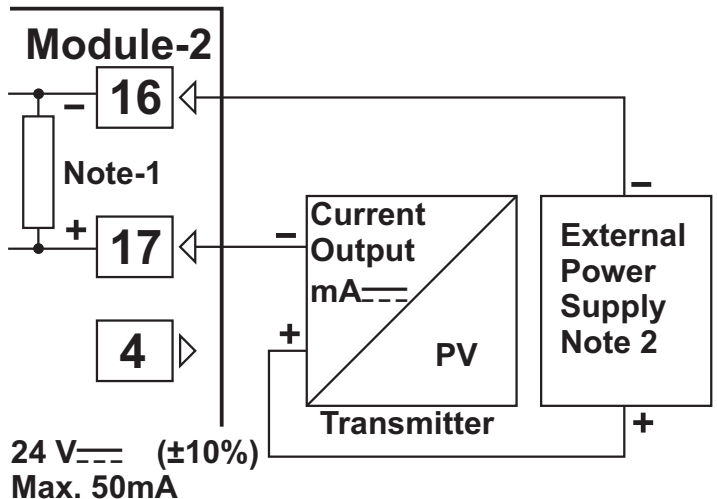 Module-2
– 16
Note-1
+ 17
4
24 V⎓ (±10%)
Max. 50mA
– Current
Output
mA⎓
+ PV
Transmitter
–
External
Power
Supply
Note 2
+